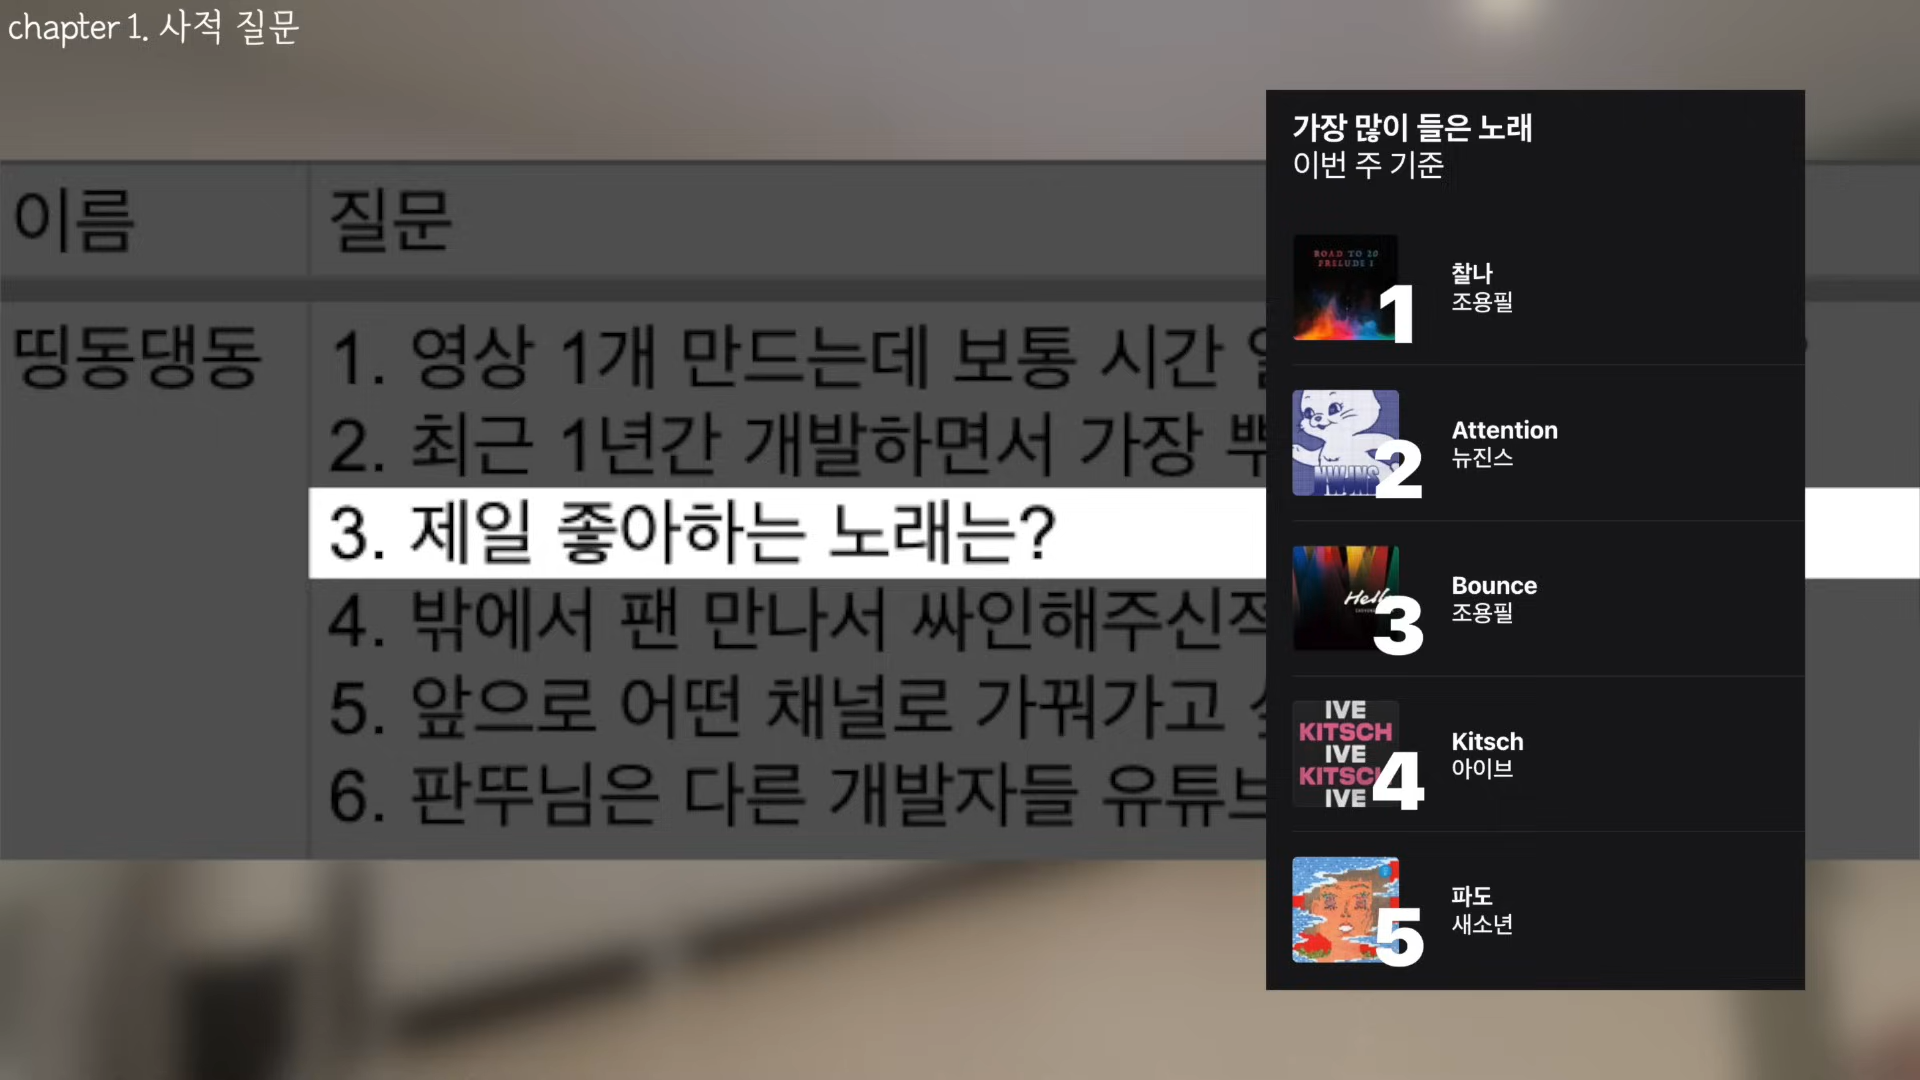 chapter 1. 사적 질문
이름
질문
띵동댕동
1. 영상 1개 만드는데 보통 시간
2. 최근 1년간 개발하면서 가장
3. 제일 좋아하는 노래는?
4. 밖에서 팬 만나서 싸인해주신적
5. 앞으로 어떤 채널로 가꿔가고
6. 판뚜님은 다른 개발자들 유튜브
가장 많이 들은 노래
이번 주 기준
ROAD TO 20
PRELUDE 1
1
찰나
조용필
NWJNS
2
Attention
뉴진스
Hello
3
Bounce
조용필
IVE
KITSCH
IVE
KITSCH
IVE
4
Kitsch
아이브
5
파도
새소년